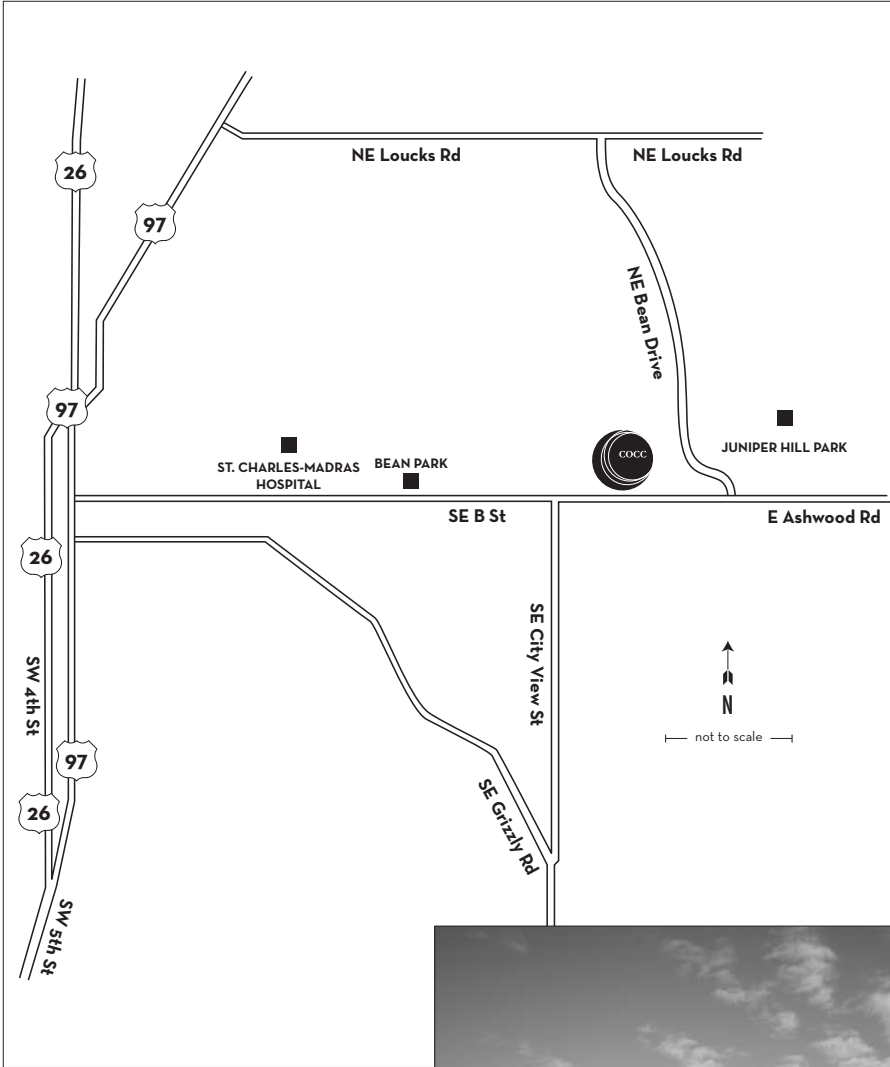 26
NE Loucks Rd
NE Loucks Rd
97
NE Bean Drive
97
COCC
JUNIPER HILL PARK
ST. CHARLES-MADRAS
HOSPITAL
BEAN PARK
SE B St
E Ashwood Rd
26
SW 4th St
SE City View St
N
not to scale
97
26
SE Grizzly Rd
SW 5th St